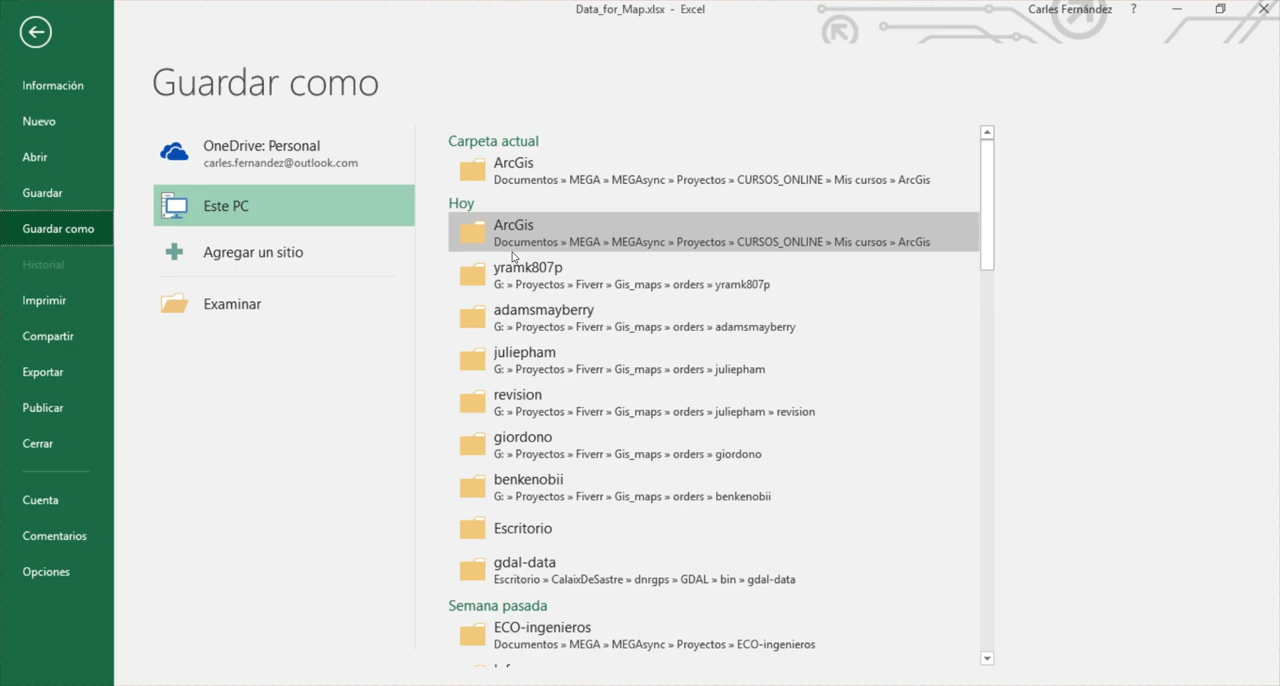 Data_for_Map.xlsx - Excel
Carles Fernández
?
Información
Nuevo
Abrir
Guardar
Guardar como
Historial
Imprimir
Compartir
Exportar
Publicar
Cerrar
Cuenta
Comentarios
Opciones
Guardar como
OneDrive: Personal
carles.fernandez@outlook.com
Este PC
Agregar un sitio
Examinar
Carpeta actual
ArcGis
Documentos » MEGA » MEGAsync » Proyectos » CURSOS_ONLINE » Mis cursos » ArcGis
Hoy
ArcGis
Documentos » MEGA » MEGAsync » Proyectos » CURSOS_ONLINE » Mis cursos » ArcGis
yramk807p
G: » Proyectos » Fiverr » Gis_maps » orders » yramk807p
adamsmayberry
G: » Proyectos » Fiverr » Gis_maps » orders » adamsmayberry
juliepham
G: » Proyectos » Fiverr » Gis_maps » orders » juliepham
revision
G: » Proyectos » Fiverr » Gis_maps » orders » juliepham » revision
giordono
G: » Proyectos » Fiverr » Gis_maps » orders » giordono
benkenobii
G: » Proyectos » Fiverr » Gis_maps » orders » benkenobii
Escritorio
gdal-data
Escritorio » CalaixDeSastre » dnrgps » GDAL » bin » gdal-data
Semana pasada
ECO-ingenieros
Documentos » MEGA » MEGAsync » Proyectos » ECO-ingenieros